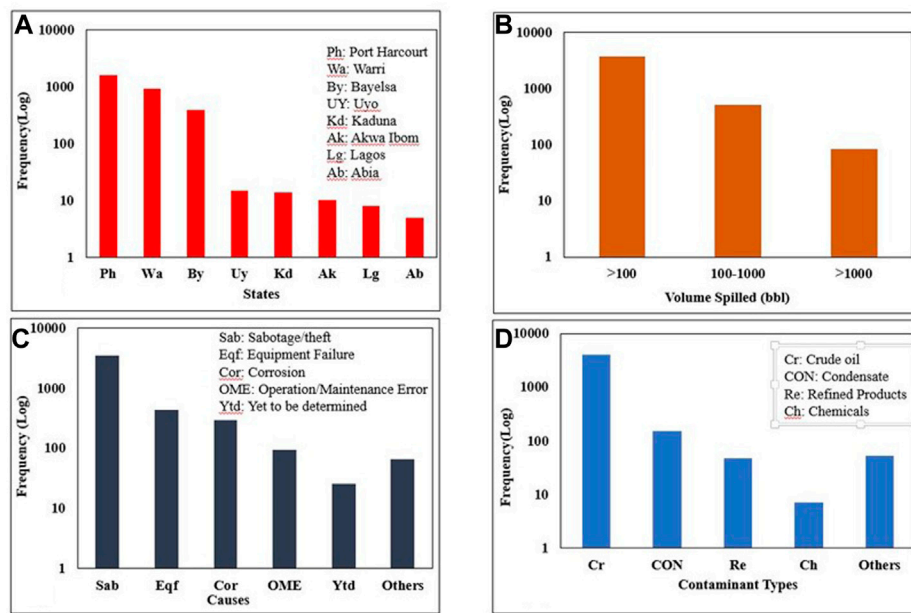 A
Frequency(Log)
10000
1000
100
10
1
Ph: Port Harcourt
Wa: Warri
By: Bayelsa
UY: Uyo
Kd: Kaduna
Ak: Akwa Ibom
Lg: Lagos
Ab: Abia
Ph Wa By Uy Kd Ak Lg Ab
States
B
Frequency(Log)
10000
1000
100
10
1
>100 100-1000 >1000
Volume Spilled (bbl)
C
Frequency (Log)
10000
1000
100
10
1
Sab: Sabotage/theft
Eqf: Equipment Failure
Cor: Corrosion
OME: Operation/Maintenance Error
Ytd: Yet to be determined
Sab Eqf Cor OME Ytd Others
Causes
D
Frequency(Log)
10000
1000
100
10
1
Cr: Crude oil
CON: Condensate
Re: Refined Products
Ch: Chemicals
Cr CON Re Ch Others
Contaminant Types